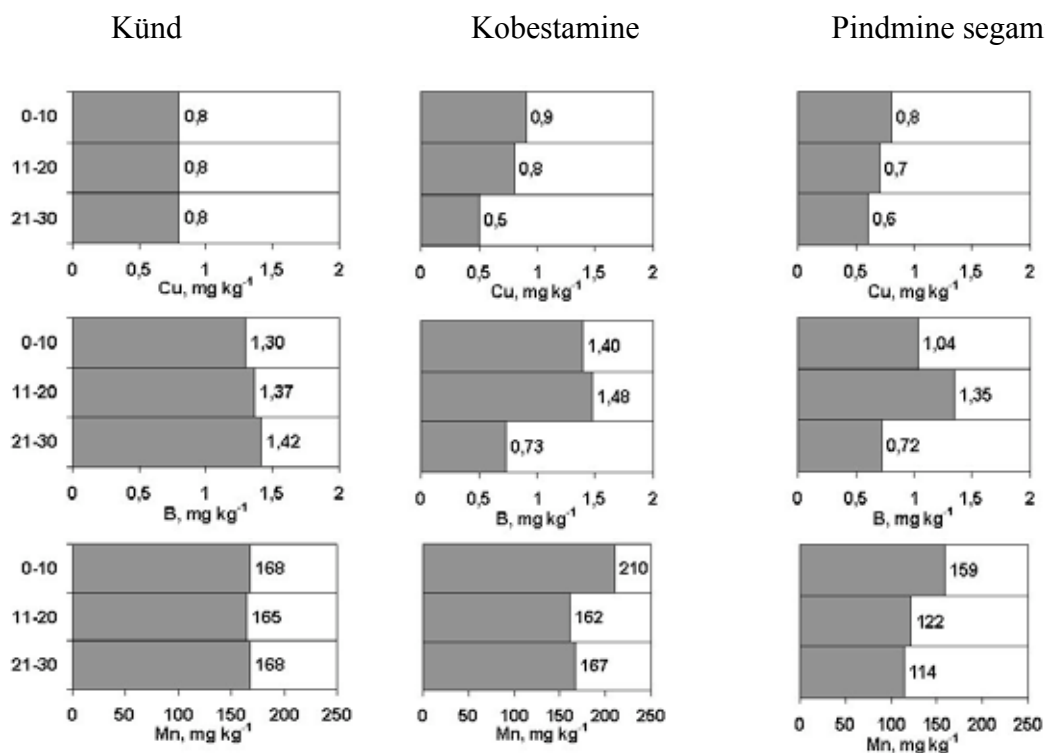 Künd Kobestamine Pindmine segam
0-10 0,8 0,9 0,8
11-20 0,8 0,8 0,7
21-30 0,8 0,5 0,6
0 0,5 1 1,5 2 0 0,5 1 1,5 2 0 0,5 1 1,5 2
Cu, mg kg⁻¹ Cu, mg kg⁻¹ Cu, mg kg⁻¹
0-10 1,30 1,40 1,04
11-20 1,37 1,48 1,35
21-30 1,42 0,73 0,72
0 0,5 1 1,5 2 0 0,5 1 1,5 2 0 0,5 1 1,5 2
B, mg kg⁻¹ B, mg kg⁻¹ B, mg kg⁻¹
0-10 168 210 159
11-20 165 162 122
21-30 168 167 114
0 50 100 150 200 250 0 50 100 150 200 250 0 50 100 150 200 250
Mn, mg kg⁻¹ Mn, mg kg⁻¹ Mn, mg kg⁻¹